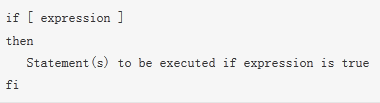 if [ expression ]
then
   Statement(s) to be executed if expression is true
fi